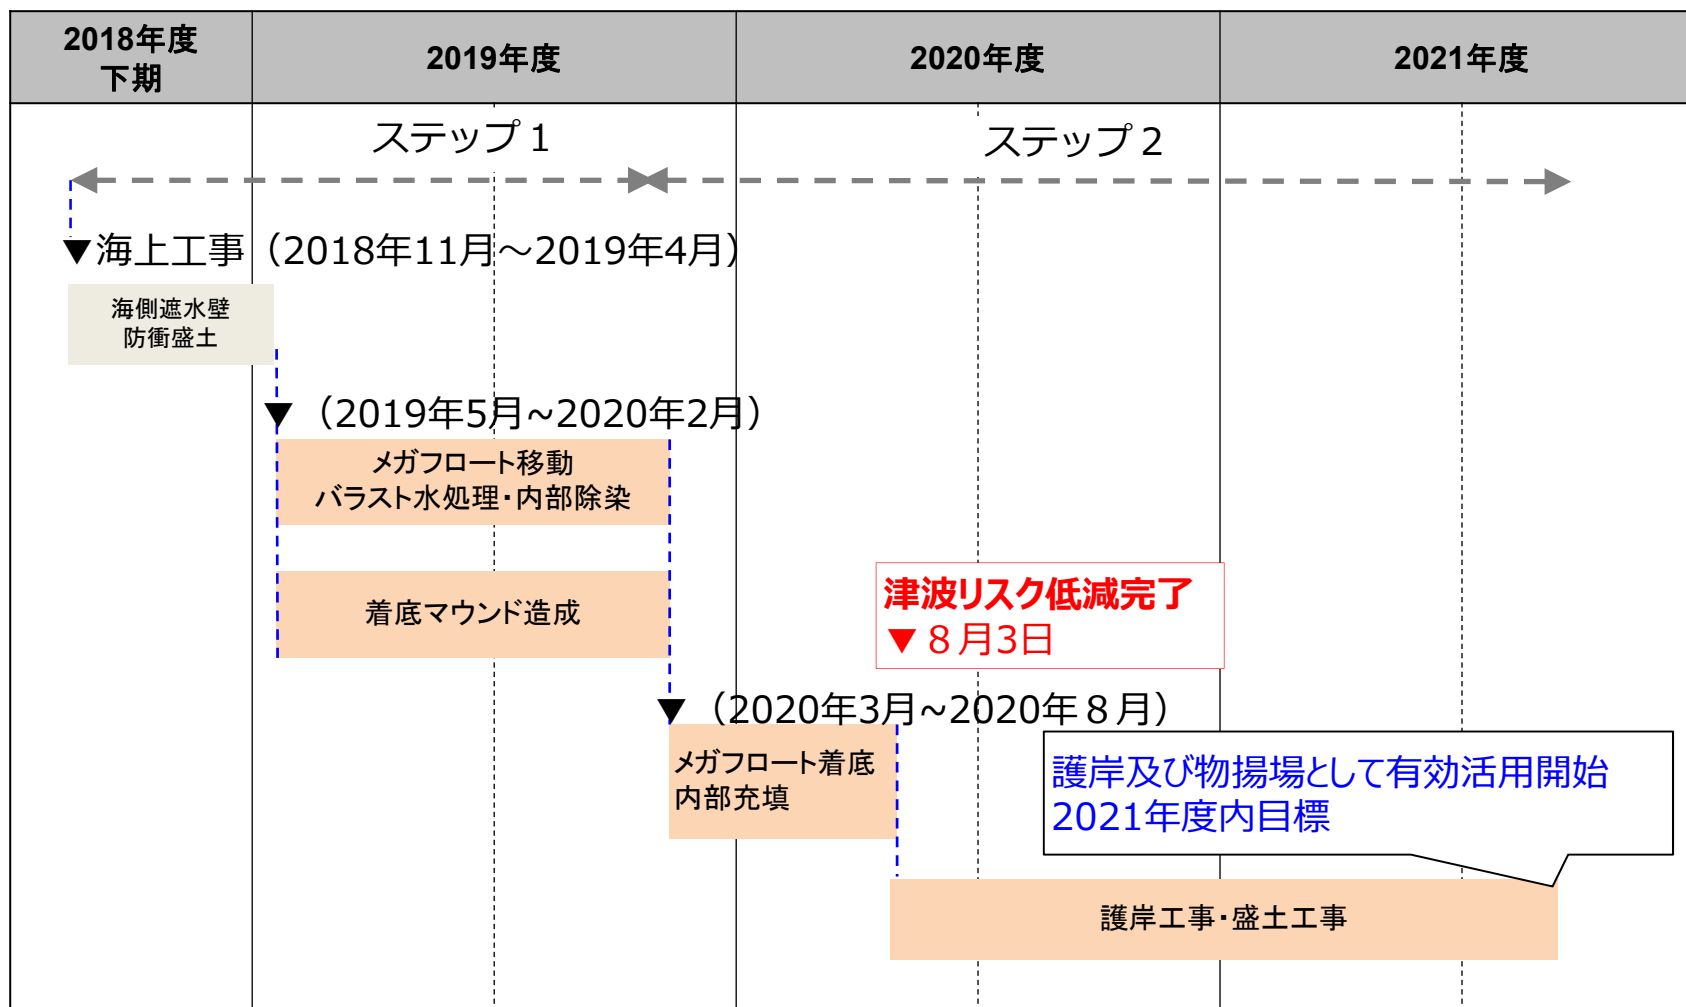 2018年度
下期
2019年度
2020年度
2021年度
ステップ1
ステップ2
▼海上工事（2018年11月～2019年4月）
海側遮水壁
防衝盛土
▼（2019年5月~2020年2月）
メガフロート移動
バラスト水処理・内部除染
着底マウンド造成
津波リスク低減完了
▼８月3日
▼（2020年3月~2020年８月）
メガフロート着底
内部充填
護岸及び物揚場として有効活用開始
2021年度内目標
護岸工事・盛土工事